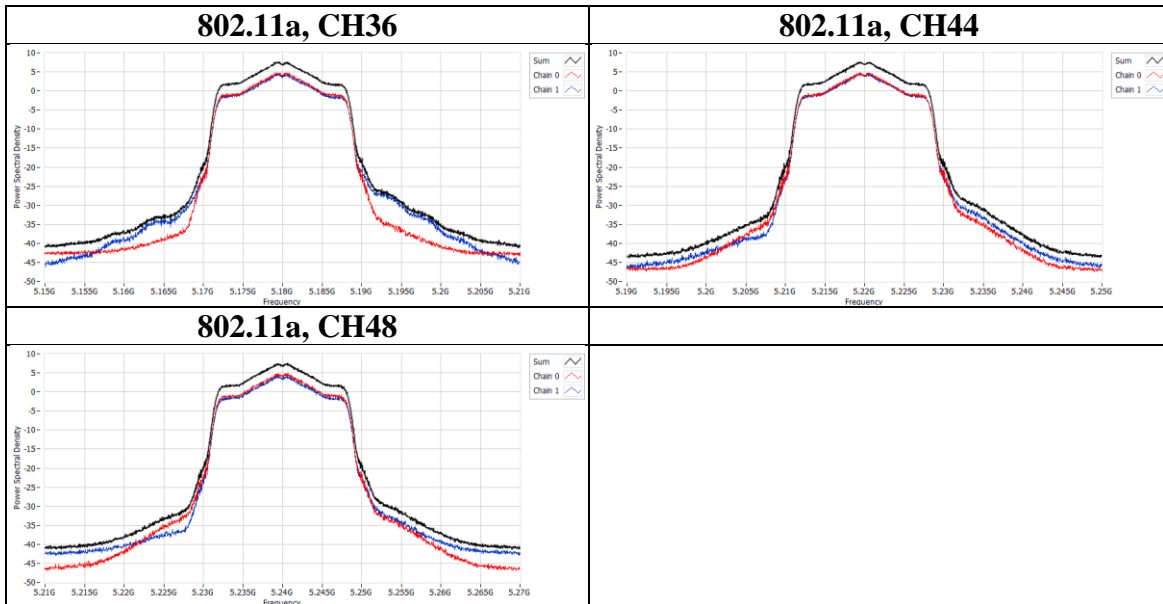 802.11a, CH36
802.11a, CH44
10
5
0
-5
-10
-15
-20
-25
-30
-35
-40
-45
-50
Power Spectral Density
5.15G 5.155G 5.16G 5.165G 5.17G 5.175G 5.18G 5.185G 5.19G 5.195G 5.2G 5.205G 5.21G
Frequency
Sum
Chain 0
Chain 1
10
5
0
-5
-10
-15
-20
-25
-30
-35
-40
-45
-50
Power Spectral Density
5.19G 5.195G 5.2G 5.205G 5.21G 5.215G 5.22G 5.225G 5.23G 5.235G 5.24G 5.245G 5.25G
Frequency
Sum
Chain 0
Chain 1
802.11a, CH48
10
5
0
-5
-10
-15
-20
-25
-30
-35
-40
-45
-50
Power Spectral Density
5.21G 5.215G 5.22G 5.225G 5.23G 5.235G 5.24G 5.245G 5.25G 5.255G 5.26G 5.265G 5.27G
Frequency
Sum
Chain 0
Chain 1